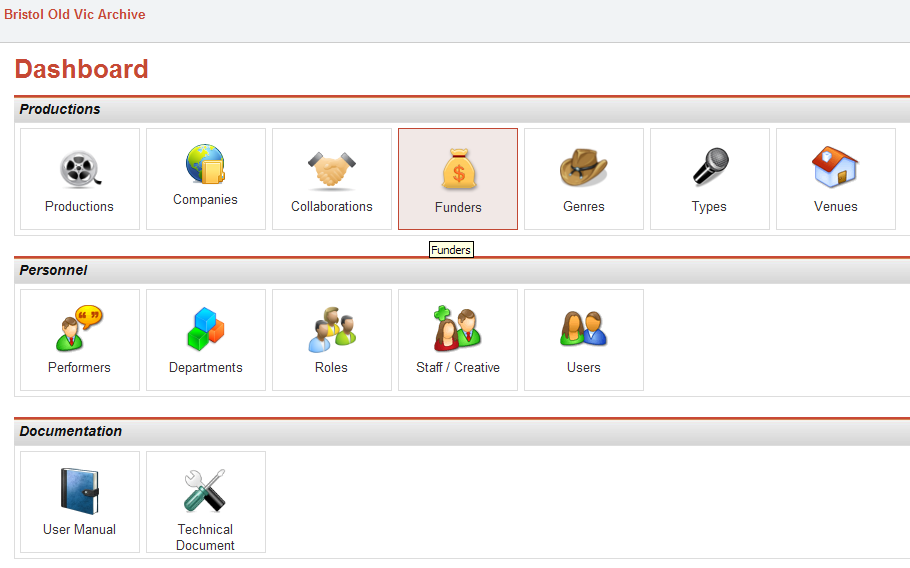 Bristol Old Vic Archive
Dashboard
Productions
Productions
Companies
Collaborations
$
Funders
Genres
Types
Venues
Funders
Personnel
“ ”
Performers
Departments
Roles
Staff / Creative
Users
Documentation
User Manual
Technical
Document